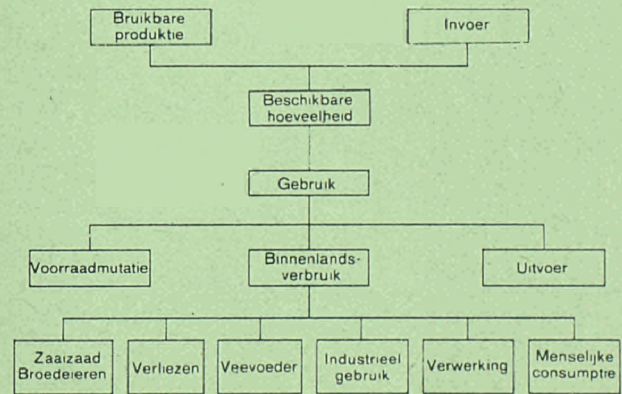 Bruikbare
produktie
Invoer
Beschikbare
hoeveelheid
Gebruik
Voorraadmutatie
Binnenlands-
verbruik
Uitvoer
Zaaizaad
Broedeieren
Verliezen
Veevoeder
Industrieel
gebruik
Verwerking
Menselijke
consumptie